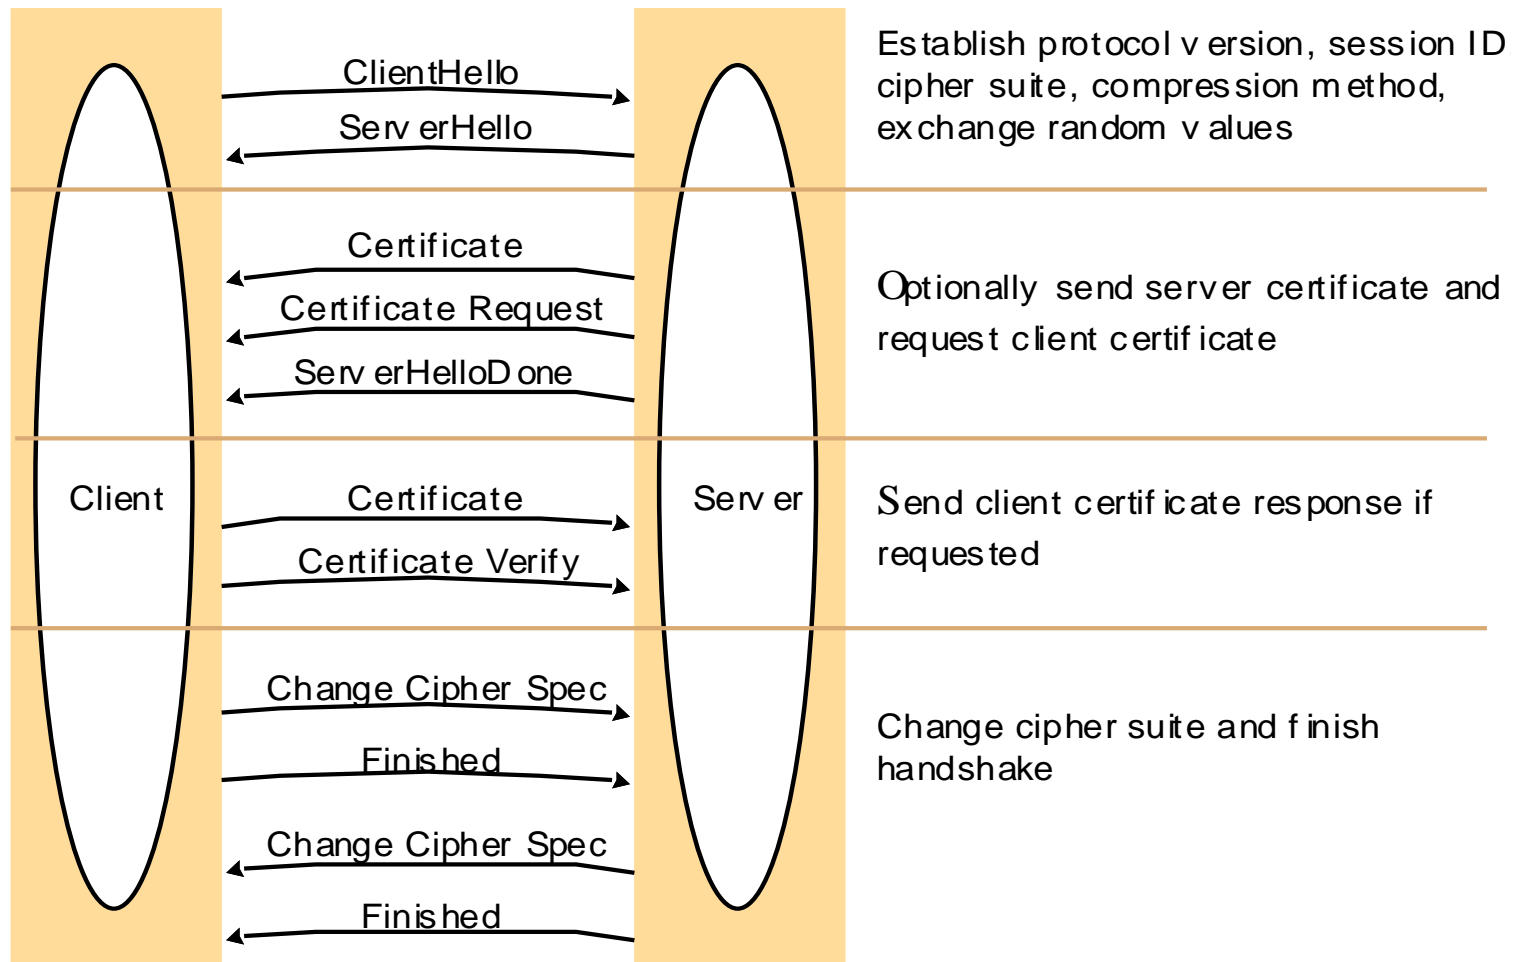 ClientHello
ServerHello
Establish protocol version, session ID
cipher suite, compression method,
exchange random values
Certificate
Certificate Request
ServerHelloDone
Optionally send server certificate and
request client certificate
Client
Certificate
Certificate Verify
Server
Send client certificate response if
requested
Change Cipher Spec
Finished
Change Cipher Spec
Finished
Change cipher suite and finish
handshake